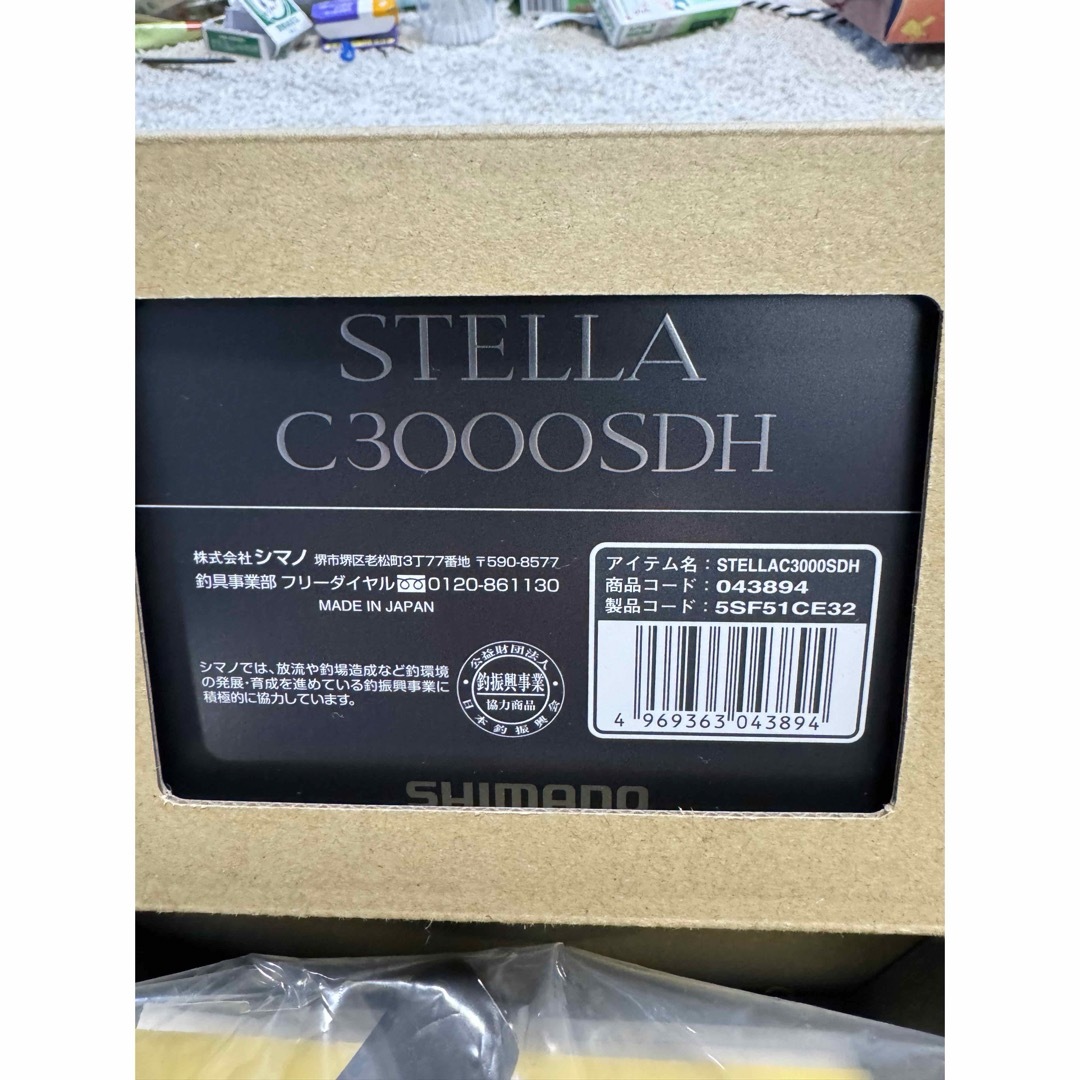 STELLA
C3000SDH
株式会社シマノ 堺市堺区老松町3丁77番地 〒590-8577
釣具事業部 フリーダイヤル 0120-861130
MADE IN JAPAN
シマノでは、放流や釣場造成など釣環境
の発展・育成を進めている釣振興事業に
積極的に協力しています。
公益財団法人
釣振興事業
協力商品
日本釣振興会
アイテム名:STELLAC3000SDH
商品コード:043894
製品コード:5SF51CE32
4 969363 043894
SHIMANO